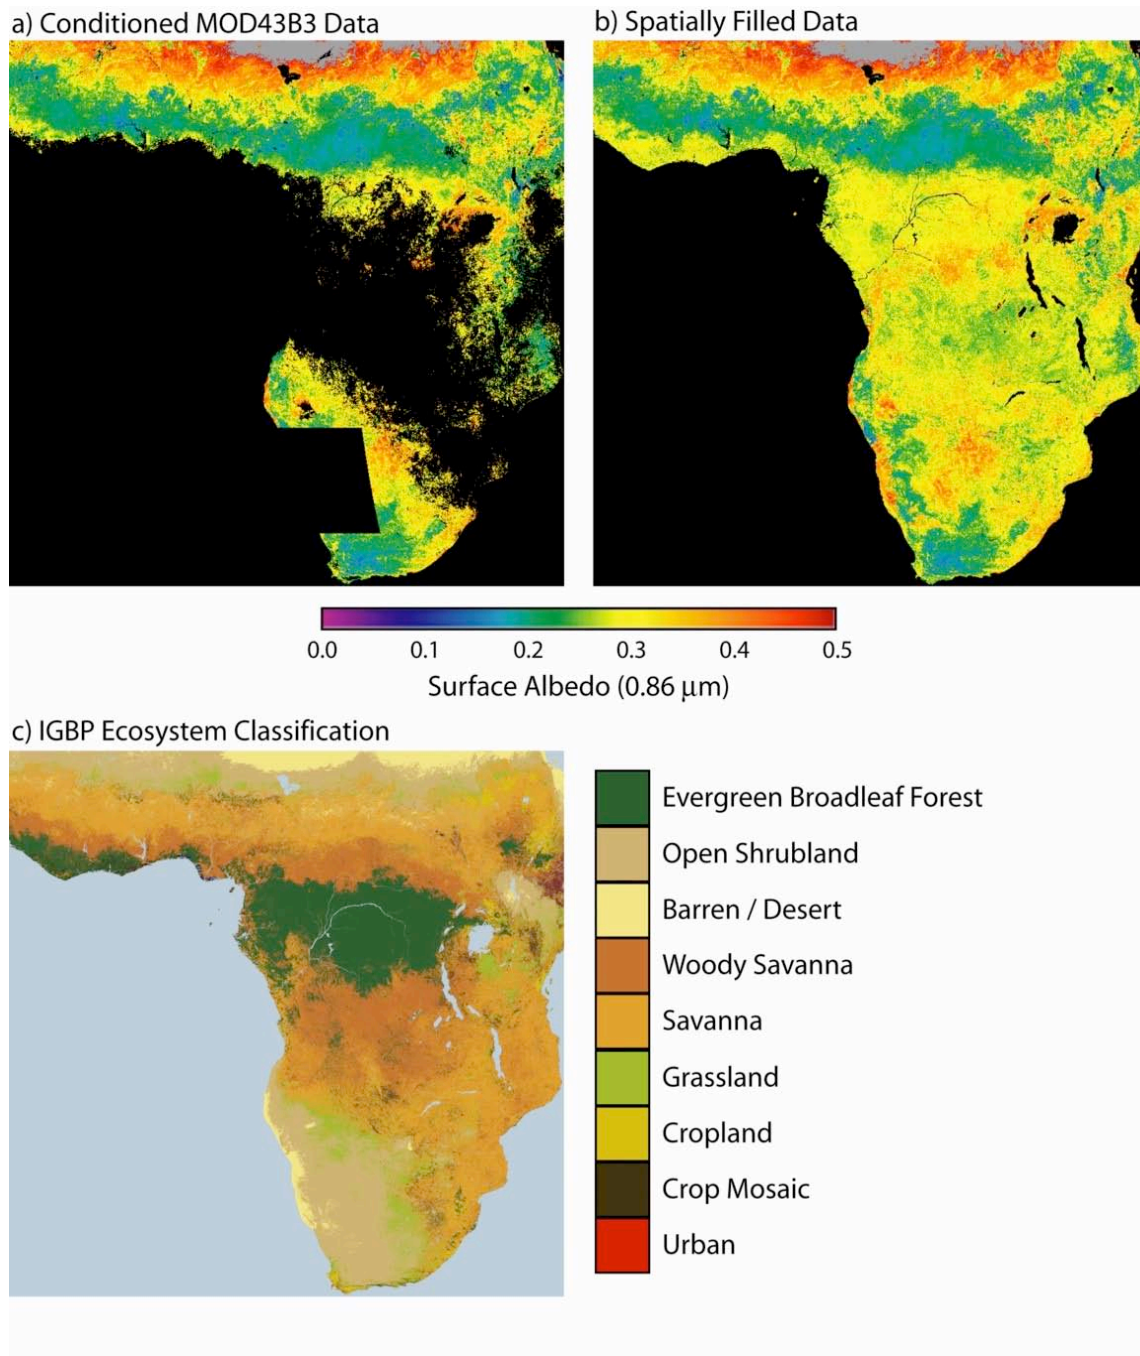 a) Conditioned MOD43B3 Data
b) Spatially Filled Data
0.0 0.1 0.2 0.3 0.4 0.5
Surface Albedo (0.86 μm)
c) IGBP Ecosystem Classification
Evergreen Broadleaf Forest
Open Shrubland
Barren / Desert
Woody Savanna
Savanna
Grassland
Cropland
Crop Mosaic
Urban